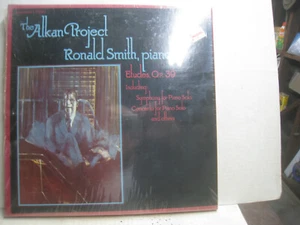 The Alkan Project
Ronald Smith, piano
Etudes, Op. 39
Including
Symphony for Piano Solo
Concerto for Piano Solo
and others